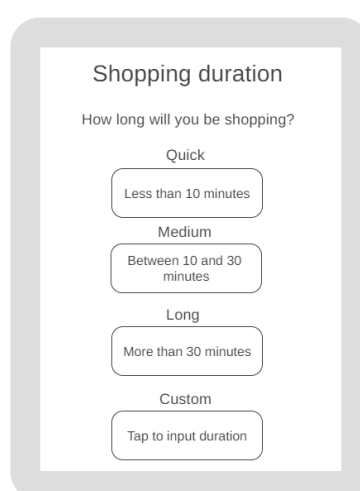 Shopping duration
How long will you be shopping?
Quick
Less than 10 minutes
Medium
Between 10 and 30
minutes
Long
More than 30 minutes
Custom
Tap to input duration